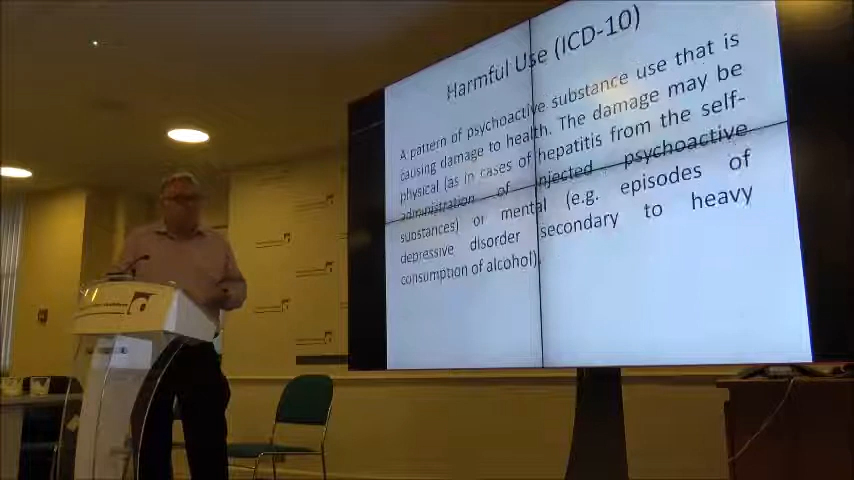 Harmful Use (ICD-10)
A pattern of psychoactive substance use that is
causing damage to health. The damage may be
physical (as in cases of hepatitis from the self-
administration of injected psychoactive
substances) or mental (e.g. episodes of
depressive disorder secondary to heavy
consumption of alcohol).